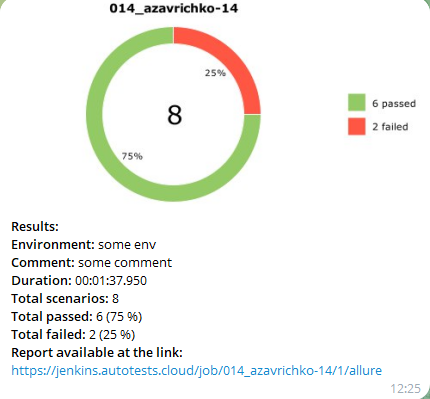 014_azavrichko-14
25%
8
75%
6 passed
2 failed
Results:
Environment: some env
Comment: some comment
Duration: 00:01:37.950
Total scenarios: 8
Total passed: 6 (75 %)
Total failed: 2 (25 %)
Report available at the link:
https://jenkins.autotests.cloud/job/014_azavrichko-14/1/allure
12:25